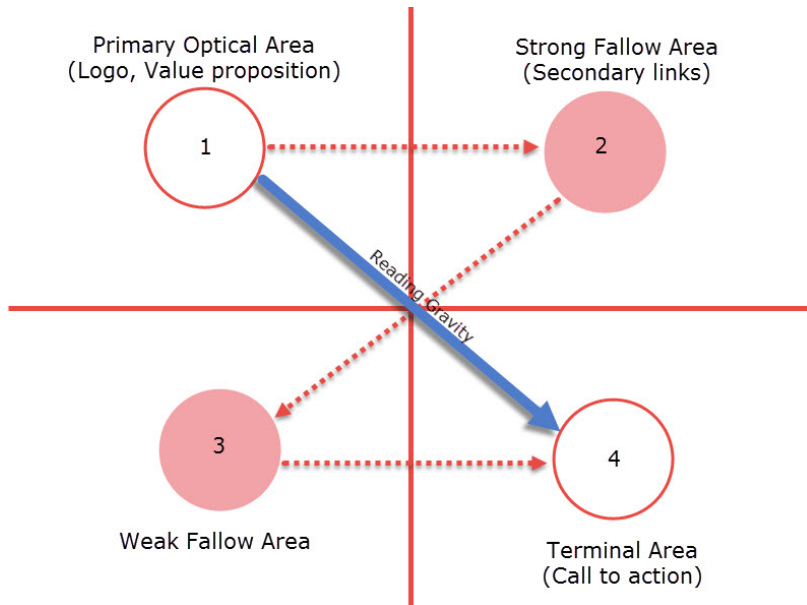 Primary Optical Area
(Logo, Value proposition)
Strong Fallow Area
(Secondary links)
1
2
Reading Gravity
3
4
Weak Fallow Area
Terminal Area
(Call to action)